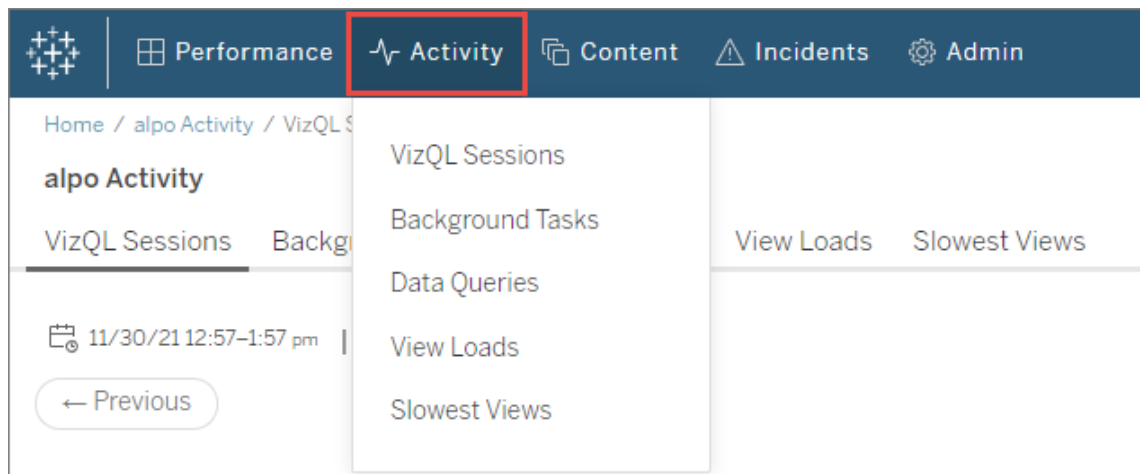 Performance Activity Content Incidents Admin
Home / alpo Activity / VizQL
alpo Activity
VizQL Sessions View Loads Slowest Views
11/30/21 12:57–1:57 pm |
← Previous
VizQL Sessions
Background Tasks
Data Queries
View Loads
Slowest Views